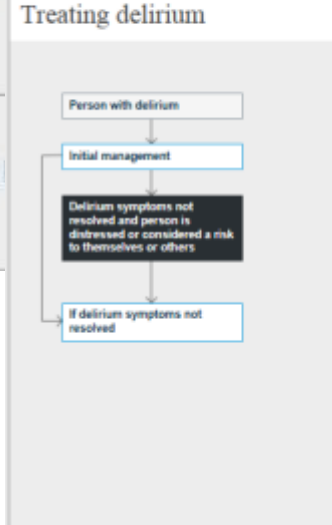 Treating delirium
Person with delirium
Initial management
Delirium symptoms not
resolved and person is
distressed or considered a risk
to themselves or others
If delirium symptoms not
resolved